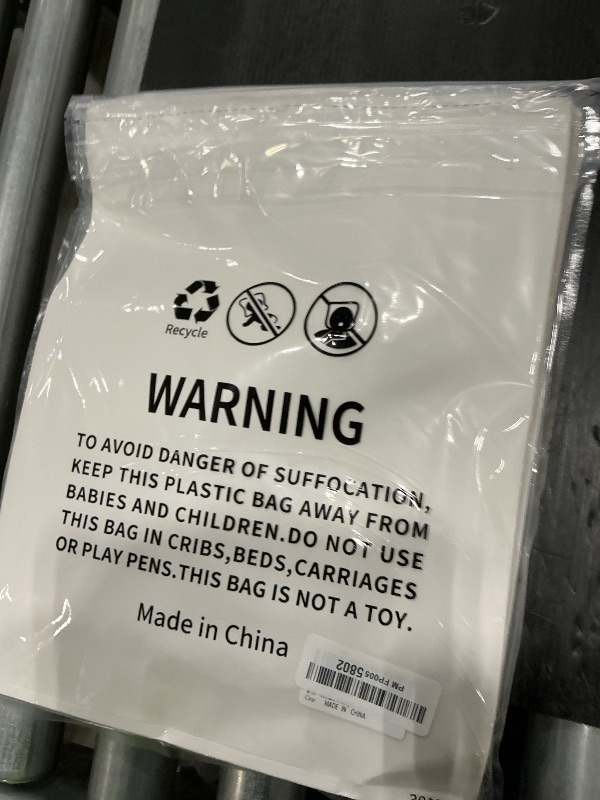 Recycle
WARNING
TO AVOID DANGER OF SUFFOCATION,
KEEP THIS PLASTIC BAG AWAY FROM
BABIES AND CHILDREN.DO NOT USE
THIS BAG IN CRIBS,BEDS,CARRIAGES
OR PLAY PENS.THIS BAG IS NOT A TOY.
Made in China
PM FP0065802
Clear MADE IN CHINA